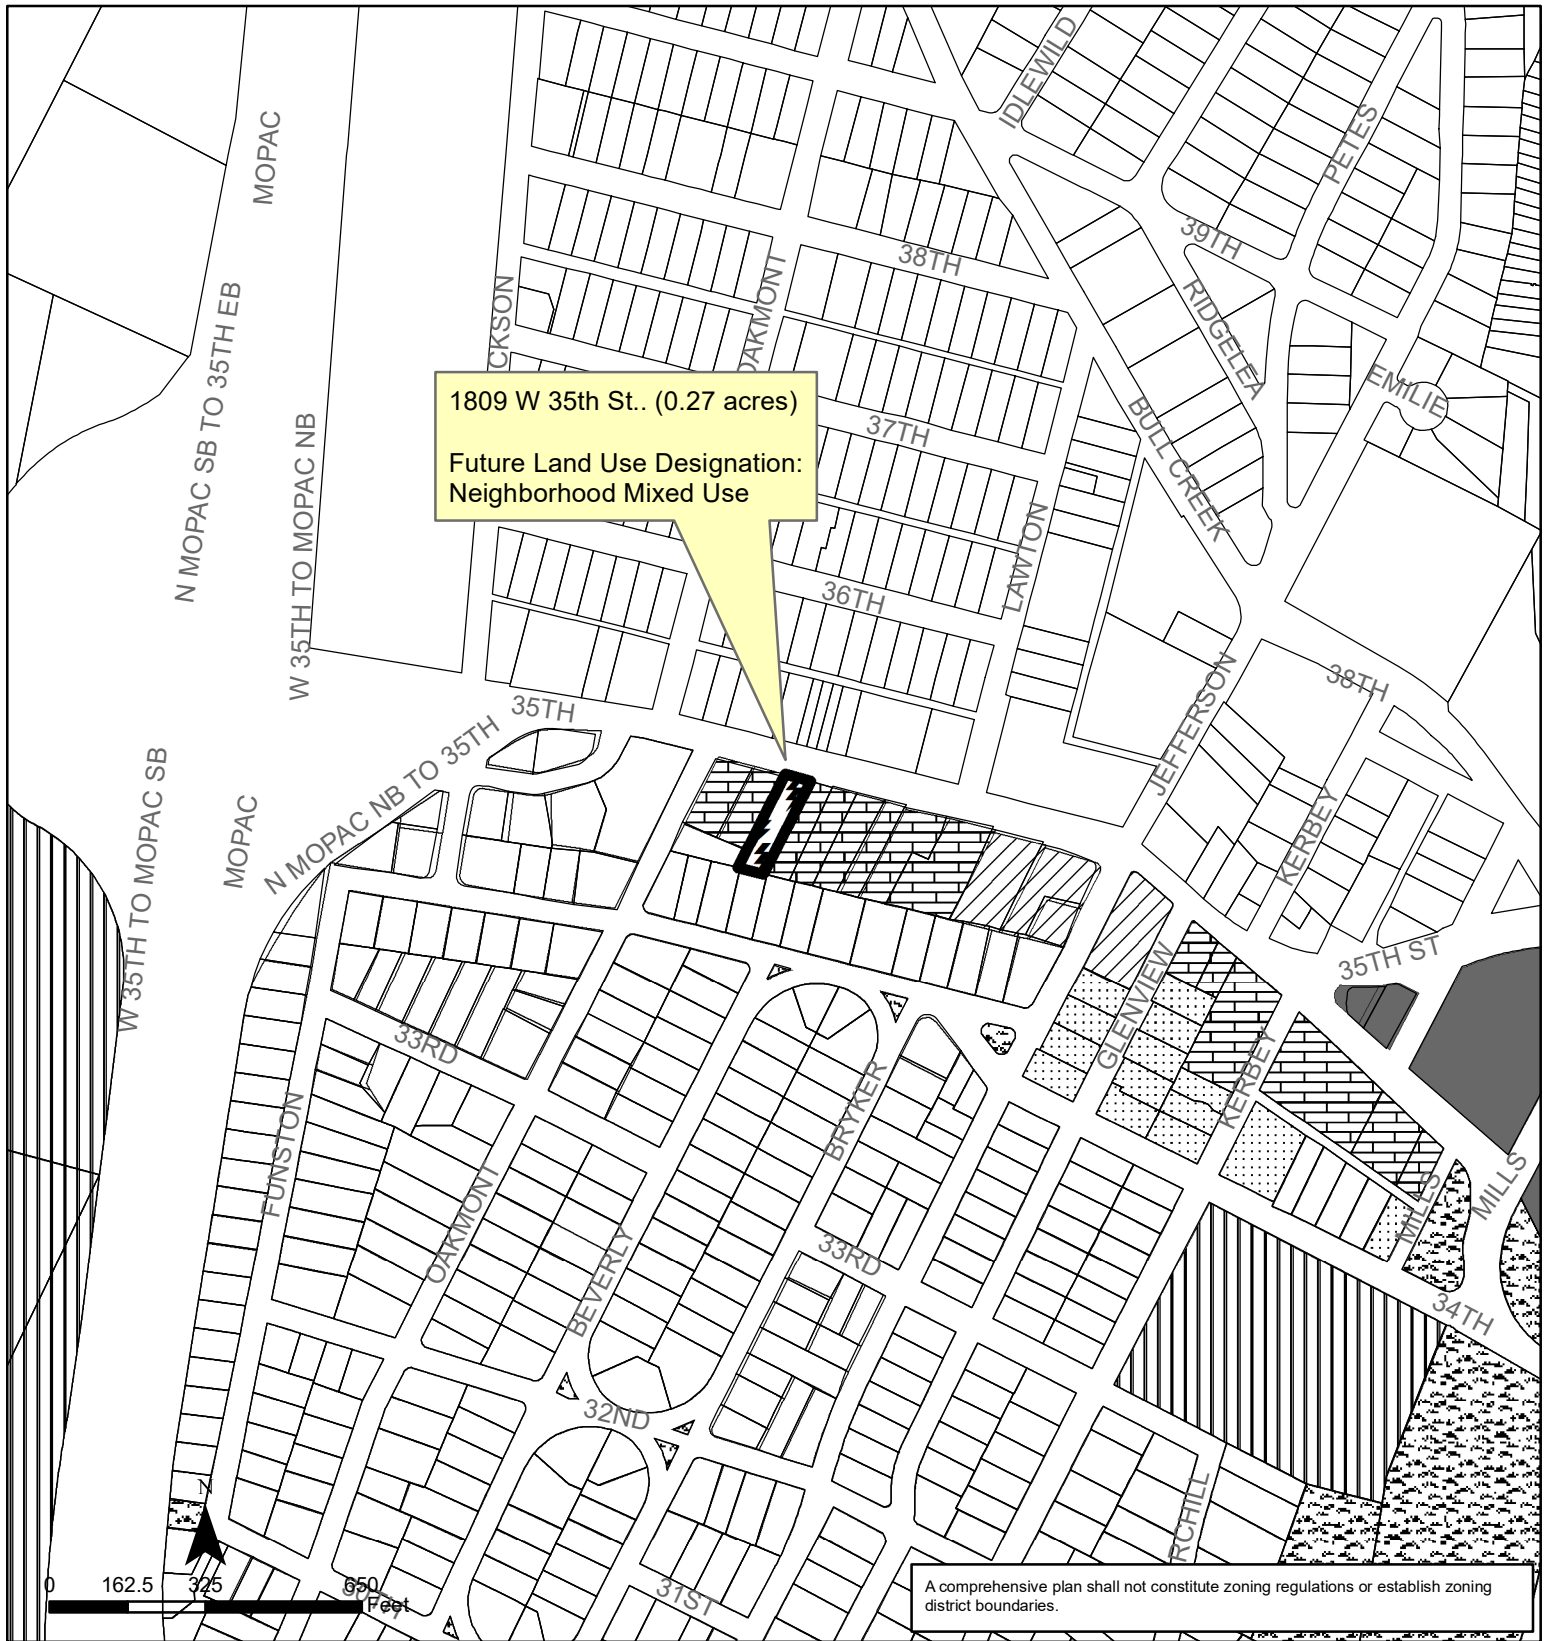 IDLEWILD
MOPAC
PETES
39TH
38TH
CKSON
OAKMONT
RIDGELEA
N MOPAC SB TO 35TH EB
EMILIE
1809 W 35th St.. (0.27 acres)
Future Land Use Designation:
Neighborhood Mixed Use
37TH
BULL CREEK
W 35TH TO MOPAC NB
LAWTON
36TH
38TH
JEFFERSON
35TH
N MOPAC NB TO 35TH
W 35TH TO MOPAC SB
MOPAC
KERBEY
35TH ST
GLENVIEW
33RD
KERBEY
BRYKER
FUNSTON
OAKMONT
MILLS
MILLS
BEVERLY
33RD
34TH
32ND
N
RCHILL
0 162.5 325 650
Feet
30TH
31ST
A comprehensive plan shall not constitute zoning regulations or establish zoning
district boundaries.